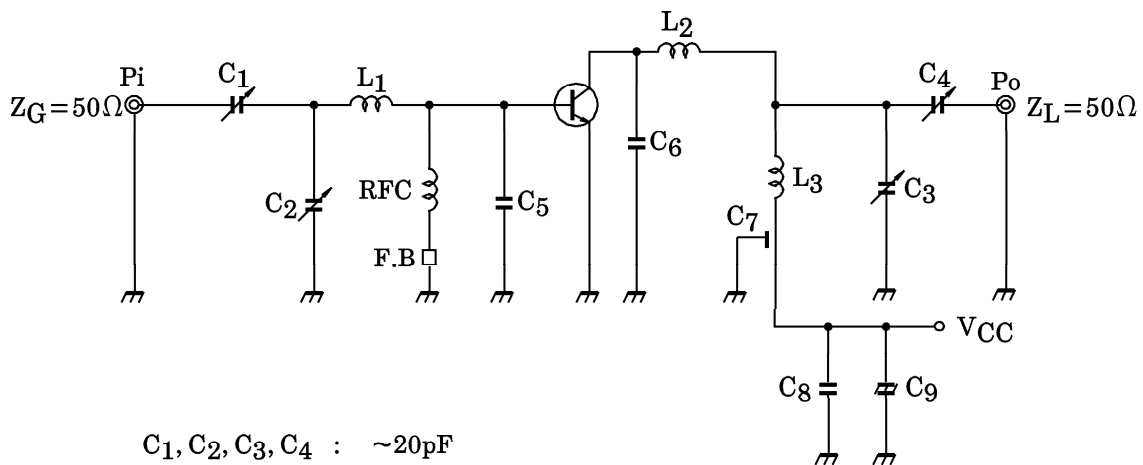 L2
Pi
C1
L1
C4
Po
ZG=50Ω
ZL=50Ω
C6
L3
RFC
C2
C5
C3
C7
F.B
VCC
C8
C9
C1, C2, C3, C4 : ~20pF